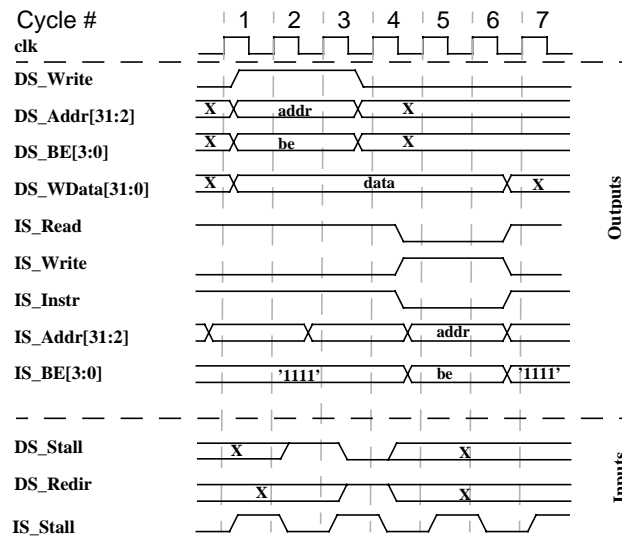 Cycle # 1 2 3 4 5 6 7
clk
DS_Write
DS_Addr[31:2] X addr X
DS_BE[3:0] X be X
DS_WData[31:0] X data X
IS_Read
IS_Write
IS_Instr
IS_Addr[31:2] addr
IS_BE[3:0] '1111' be '1111'
Outputs
DS_Stall X X
DS_Redir X X
IS_Stall
Inputs